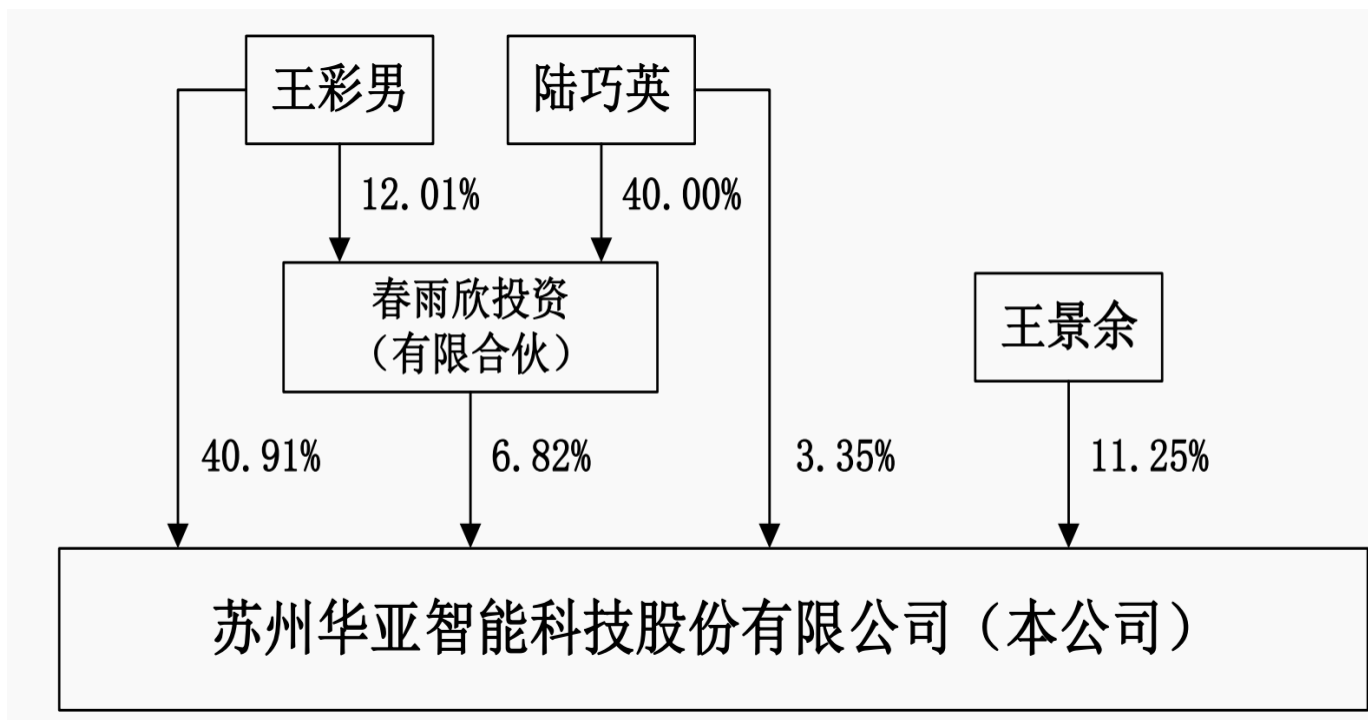 王彩男
陆巧英
12.01%
40.00%
春雨欣投资
（有限合伙）
王景余
40.91%
6.82%
3.35%
11.25%
苏州华亚智能科技股份有限公司（本公司）